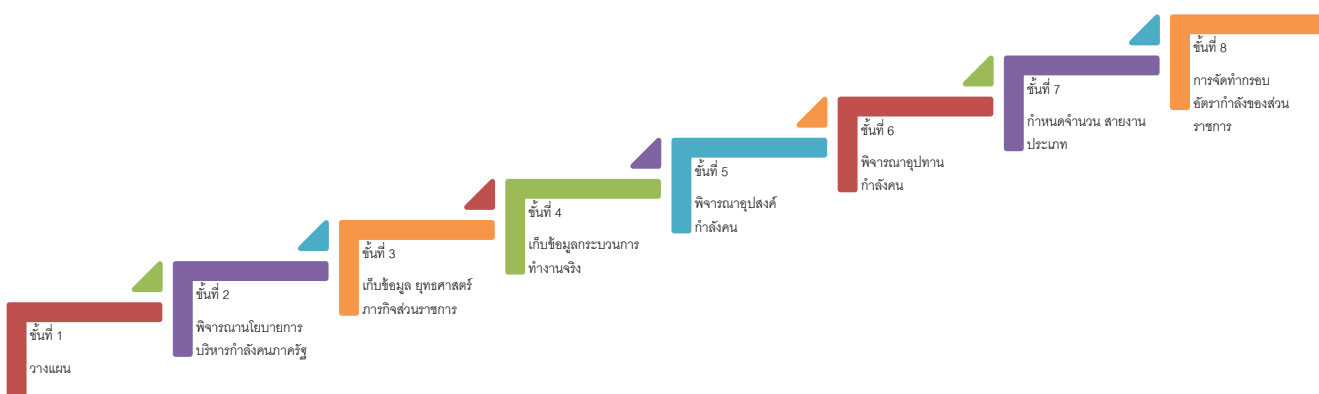 ขั้นที่ 1
วางแผน
ขั้นที่ 2
พิจารณานโยบายการ
บริหารกำลังคนภาครัฐ
ขั้นที่ 3
เก็บข้อมูล ยุทธศาสตร์
ภารกิจส่วนราชการ
ขั้นที่ 4
เก็บข้อมูลกระบวนการ
ทำงานจริง
ขั้นที่ 5
พิจารณาอุปสงค์
กำลังคน
ขั้นที่ 6
พิจารณาอุปทาน
กำลังคน
ขั้นที่ 7
กำหนดจำนวน สายงาน
ประเภท
ขั้นที่ 8
การจัดทำกรอบ
อัตรากำลังของส่วน
ราชการ